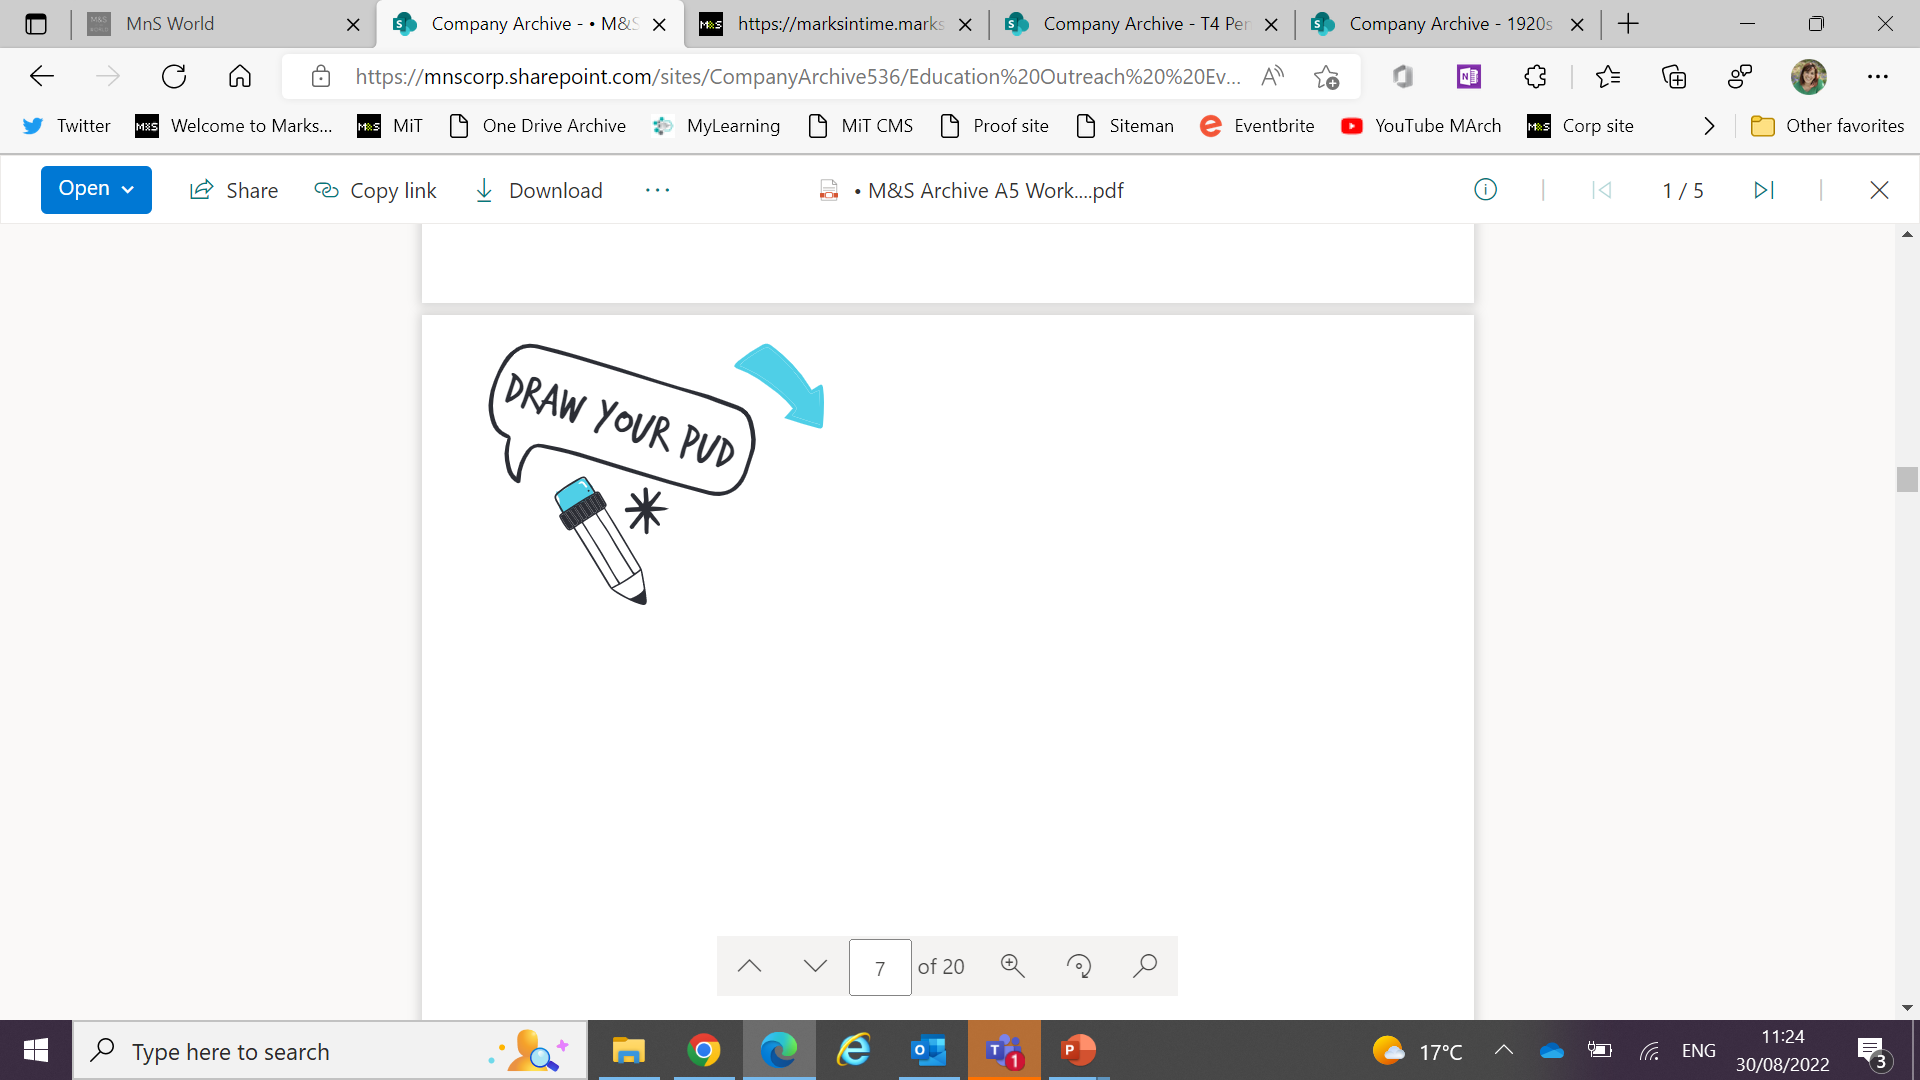 MnS World
Company Archive - • M&S
https://marksintime.marks
Company Archive - T4 Per
Company Archive - 1920s
https://mnscorp.sharepoint.com/sites/CompanyArchive536/Education%20Outreach%20%20Ev...
Twitter
Welcome to Marks...
MiT
One Drive Archive
MyLearning
MiT CMS
Proof site
Siteman
Eventbrite
YouTube MArch
Corp site
Other favorites
Open
Share
Copy link
Download
• M&S Archive A5 Work....pdf
1 / 5
DRAW YOUR PUD
7 of 20
Type here to search
1
17°C
ENG
11:24
30/08/2022
3